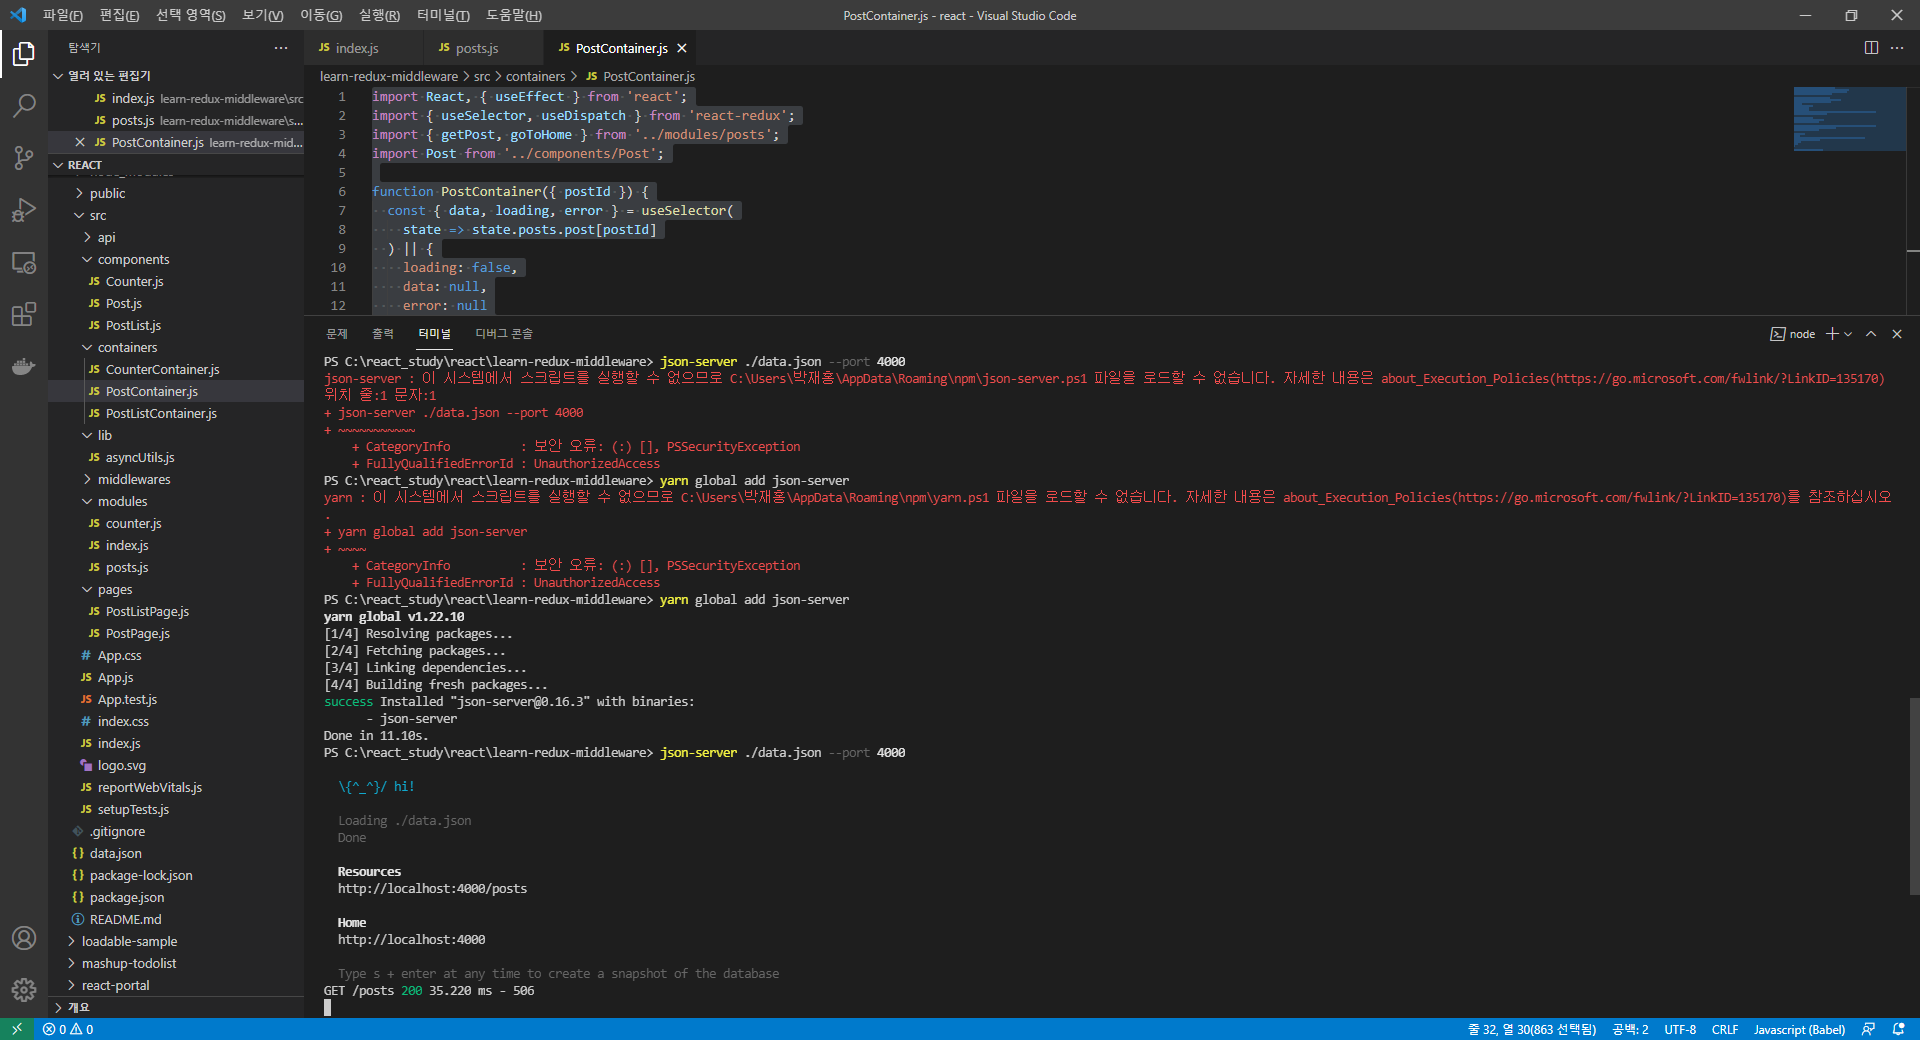 파일(F) 편집(E) 선택 영역(S) 보기(V) 이동(G) 실행(R) 터미널(T) 도움말(H)
PostContainer.js - react - Visual Studio Code
탐색기
열려 있는 편집기
JS index.js learn-redux-middleware\src
JS posts.js learn-redux-middleware\s...
JS PostContainer.js learn-redux-mid...
REACT
public
src
api
components
JS Counter.js
JS Post.js
JS PostList.js
containers
JS CounterContainer.js
JS PostContainer.js
JS PostListContainer.js
lib
JS asyncUtils.js
middlewares
modules
JS counter.js
JS index.js
JS posts.js
pages
JS PostListPage.js
JS PostPage.js
# App.css
JS App.js
JS App.test.js
# index.css
JS index.js
logo.svg
JS reportWebVitals.js
JS setupTests.js
.gitignore
{} data.json
{} package-lock.json
{} package.json
README.md
loadable-sample
mashup-todolist
react-portal
개요
JS index.js JS posts.js JS PostContainer.js
learn-redux-middleware > src > containers > JS PostContainer.js
1 import React, { useEffect } from 'react';
2 import { useSelector, useDispatch } from 'react-redux';
3 import { getPost, goToHome } from '../modules/posts';
4 import Post from '../components/Post';
5
6 function PostContainer({ postId }) {
7 const { data, loading, error } = useSelector(
8 state => state.posts.post[postId]
9 ) || {
10 loading: false,
11 data: null,
12 error: null
문제 출력 터미널 디버그 콘솔
node
PS C:\react_study\react\learn-redux-middleware> json-server ./data.json --port 4000
json-server : 이 시스템에서 스크립트를 실행할 수 없으므로 C:\Users\박재홍\AppData\Roaming\npm\json-server.ps1 파일을 로드할 수 없습니다. 자세한 내용은 about_Execution_Policies(https://go.microsoft.com/fwlink/?LinkID=135170)
위치 줄:1 문자:1
+ json-server ./data.json --port 4000
+ ~~~~~~~~~~~
+ CategoryInfo : 보안 오류: (:) [], PSSecurityException
+ FullyQualifiedErrorId : UnauthorizedAccess
PS C:\react_study\react\learn-redux-middleware> yarn global add json-server
yarn : 이 시스템에서 스크립트를 실행할 수 없으므로 C:\Users\박재홍\AppData\Roaming\npm\yarn.ps1 파일을 로드할 수 없습니다. 자세한 내용은 about_Execution_Policies(https://go.microsoft.com/fwlink/?LinkID=135170)를 참조하십시오
.
+ yarn global add json-server
+ ~~~~
+ CategoryInfo : 보안 오류: (:) [], PSSecurityException
+ FullyQualifiedErrorId : UnauthorizedAccess
PS C:\react_study\react\learn-redux-middleware> yarn global add json-server
yarn global v1.22.10
[1/4] Resolving packages...
[2/4] Fetching packages...
[3/4] Linking dependencies...
[4/4] Building fresh packages...
success Installed "json-server@0.16.3" with binaries:
- json-server
Done in 11.10s.
PS C:\react_study\react\learn-redux-middleware> json-server ./data.json --port 4000
\{^_^}/ hi!
Loading ./data.json
Done
Resources
http://localhost:4000/posts
Home
http://localhost:4000
Type s + enter at any time to create a snapshot of the database
GET /posts 200 35.220 ms - 506
0 0
줄 32, 열 30(863 선택됨) 공백: 2 UTF-8 CRLF Javascript (Babel)